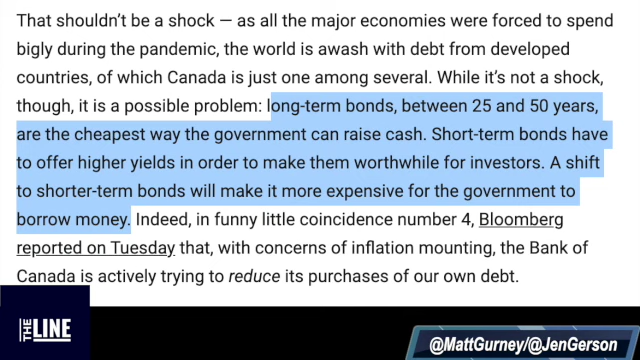 That shouldn't be a shock — as all the major economies were forced to spend
bigly during the pandemic, the world is awash with debt from developed
countries, of which Canada is just one among several. While it's not a shock,
though, it is a possible problem: long-term bonds, between 25 and 50 years,
are the cheapest way the government can raise cash. Short-term bonds have
to offer higher yields in order to make them worthwhile for investors. A shift
to shorter-term bonds will make it more expensive for the government to
borrow money. Indeed, in funny little coincidence number 4, Bloomberg
reported on Tuesday that, with concerns of inflation mounting, the Bank of
Canada is actively trying to reduce its purchases of our own debt.
THE LINE
@MattGurney/@JenGerson